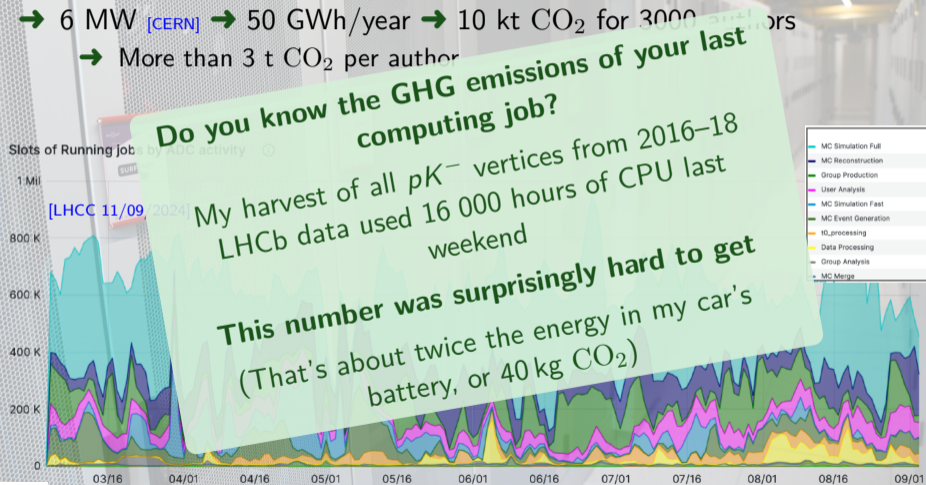 ➜ 6 MW [CERN] ➜ 50 GWh/year ➜ 10 kt CO₂ for 3000
➜ More than 3 t CO₂ per author
Do you know the GHG emissions of your last
computing job?
My harvest of all pK⁻ vertices from 2016–18
LHCb data used 16 000 hours of CPU last
weekend
This number was surprisingly hard to get
(That's about twice the energy in my car's
battery, or 40 kg CO₂)
Slots of Running jobs by ADC activity
[LHCC 11/09/2024]
1 Mil
800 K
600 K
400 K
200 K
0
03/16 04/01 04/16 05/01 05/16 06/01 06/16 07/01 07/16 08/01 08/16 09/01
MC Simulation Full
MC Reconstruction
Group Production
User Analysis
MC Simulation Fast
MC Event Generation
t0_processing
Data Processing
Group Analysis
MC Merge